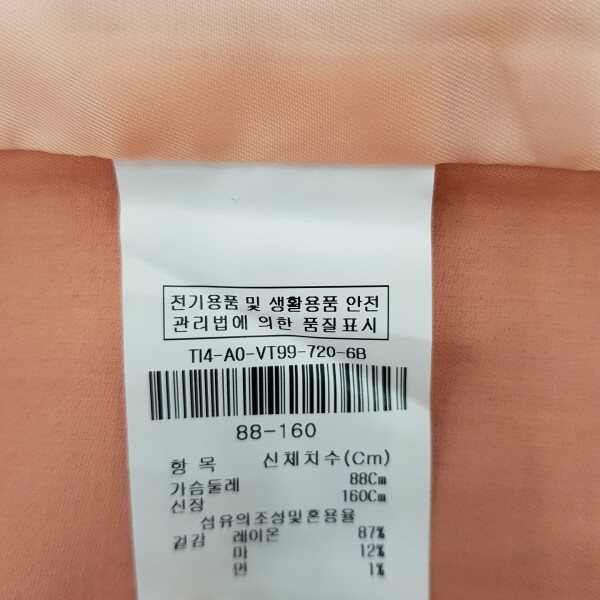 전기용품 및 생활용품 안전
관리법에 의한 품질표시
TI4-A0-VT99-720-6B
88-160
항 목 신체치수(Cm)
가슴둘레 88Cm
신장 160Cm
섬유의조성및혼용율
겉감 레이온 87%
마 12%
면 1%